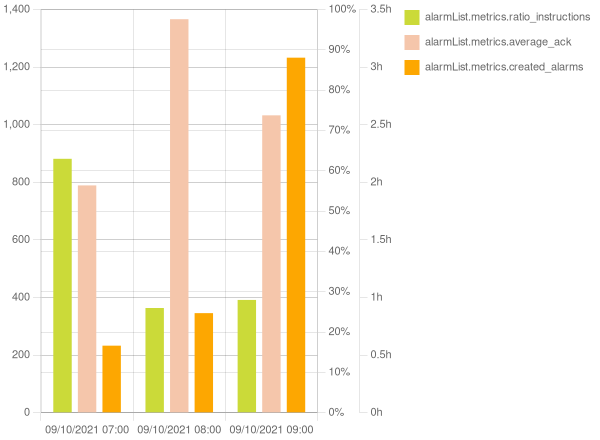 1,400
1,200
1,000
800
600
400
200
0
100%
90%
80%
70%
60%
50%
40%
30%
20%
10%
0%
3.5h
3h
2.5h
2h
1.5h
1h
0.5h
0h
09/10/2021 07:00
09/10/2021 08:00
09/10/2021 09:00
alarmList.metrics.ratio_instructions
alarmList.metrics.average_ack
alarmList.metrics.created_alarms